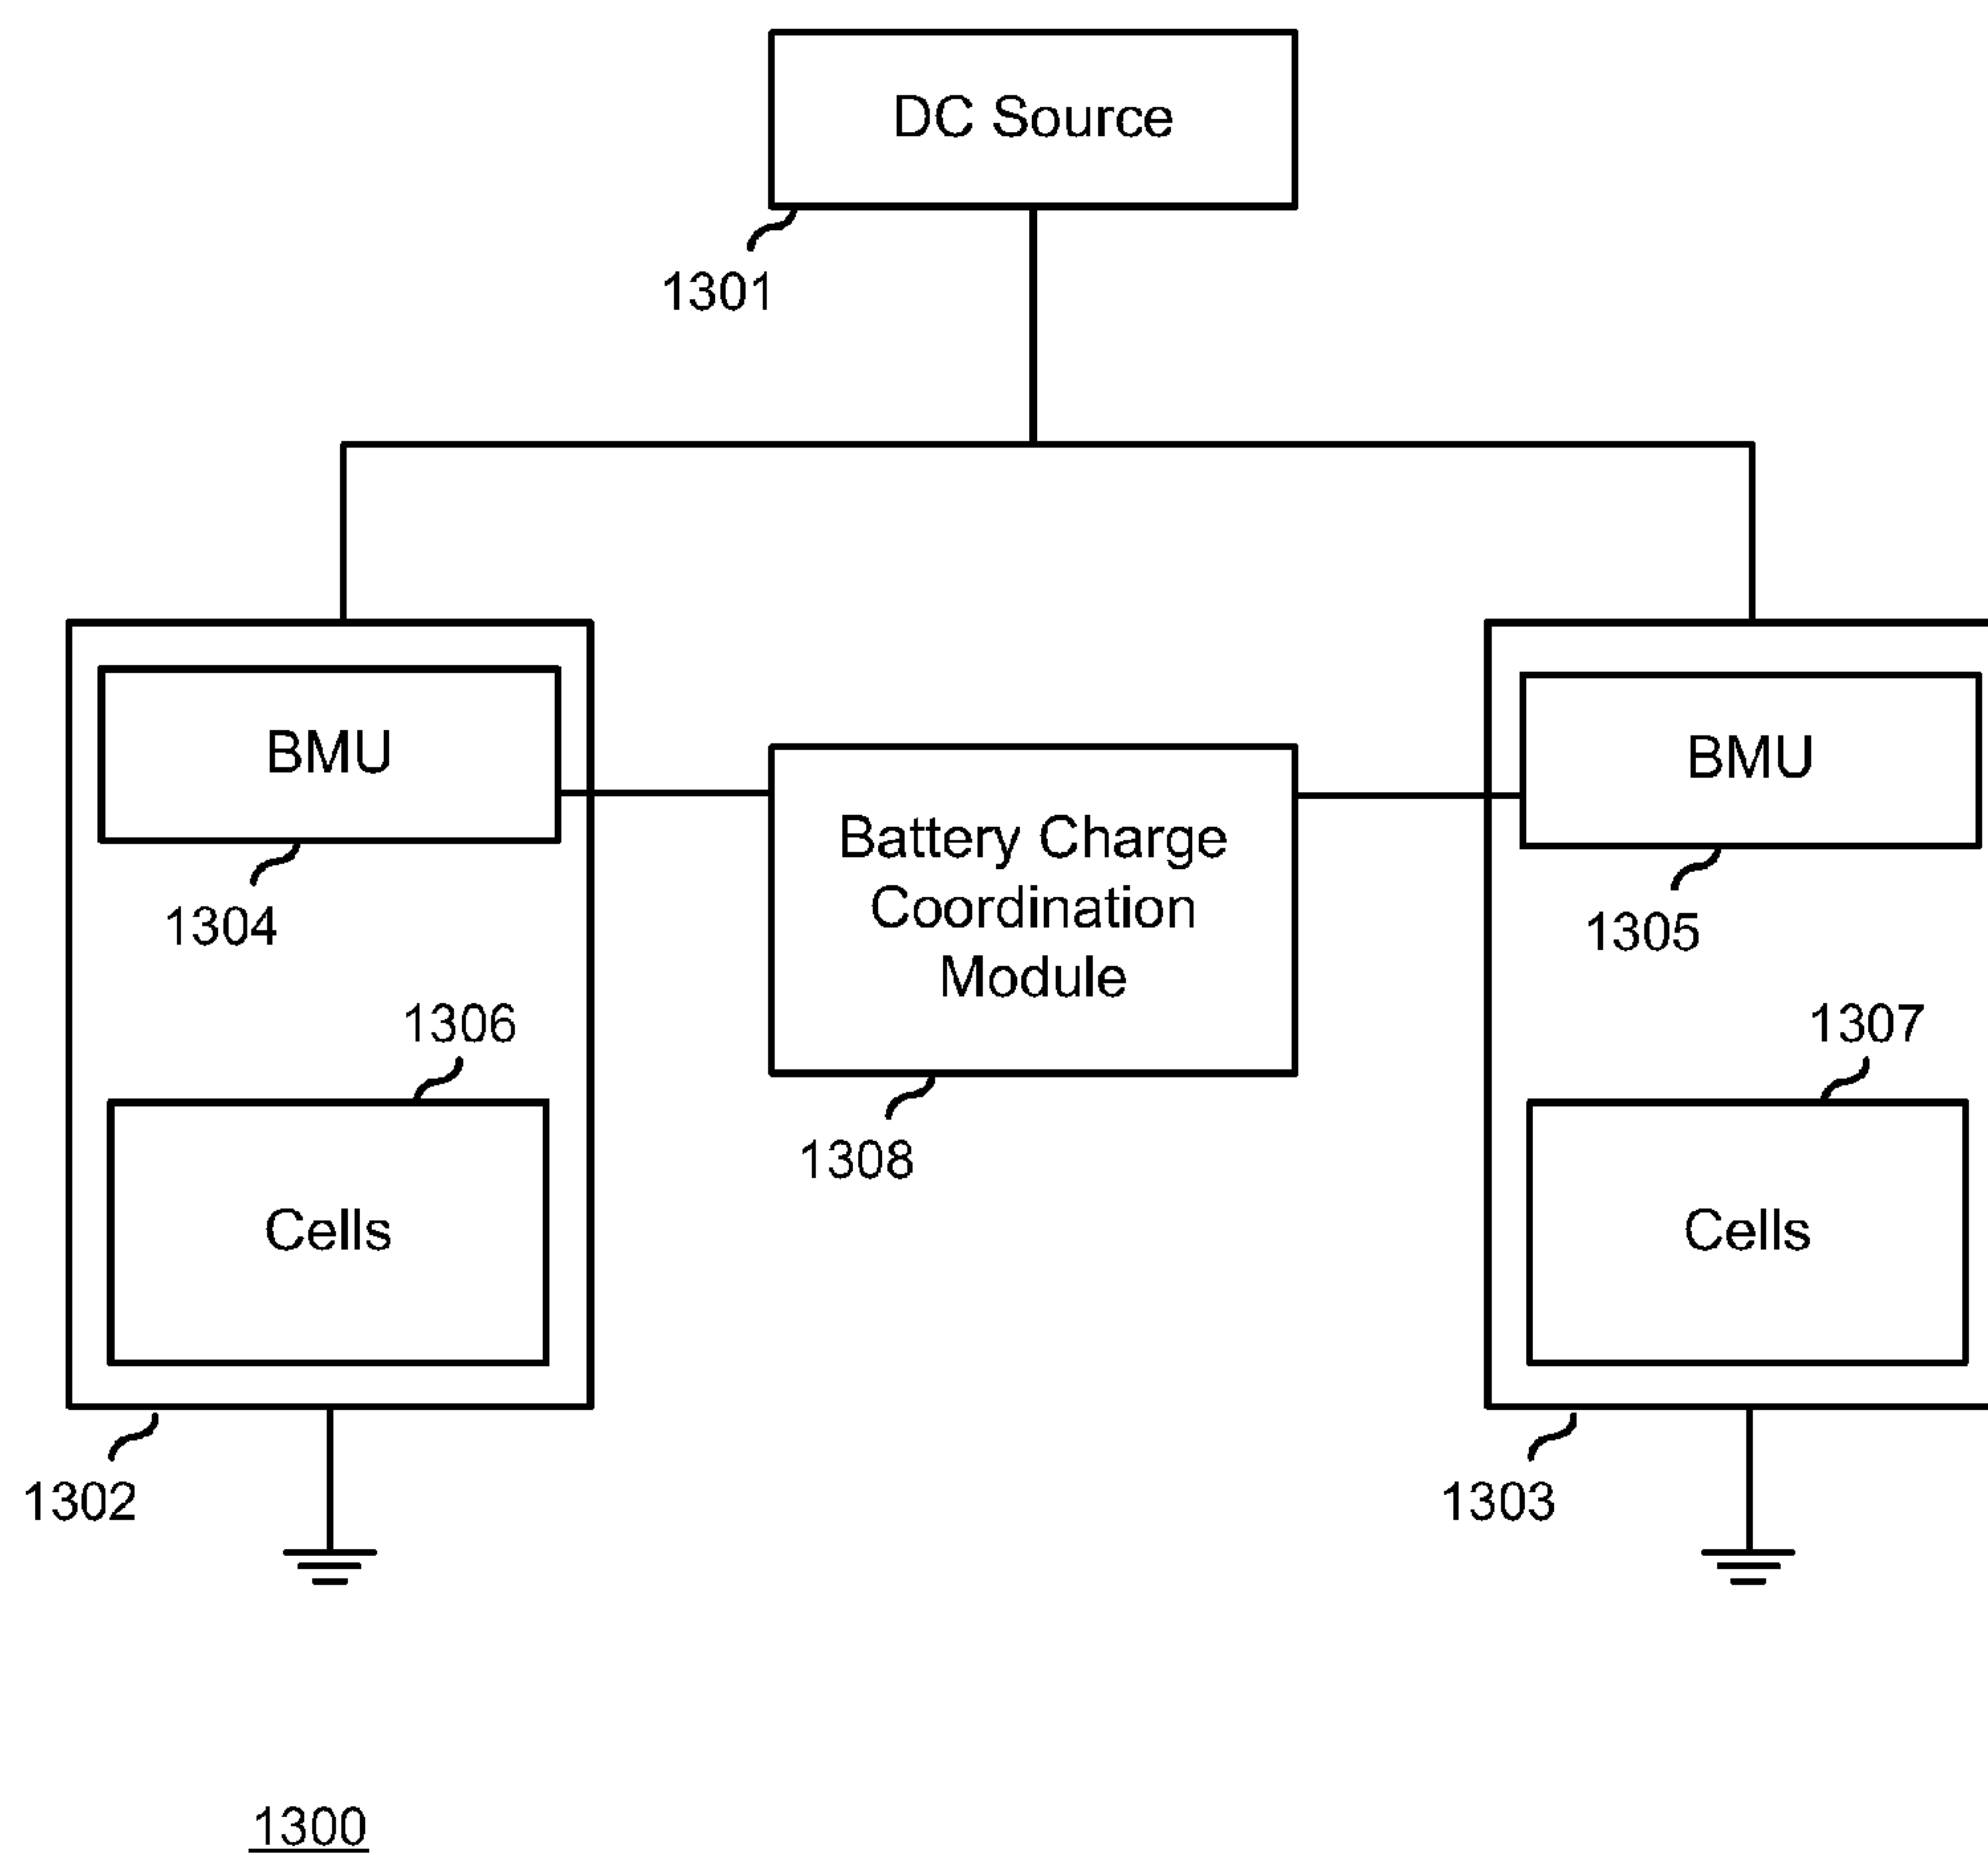 DC Source
1301
BMU
BMU
Battery Charge
Coordination
Module
1304
1305
1306
1307
1308
Cells
Cells
1302
1303
1300